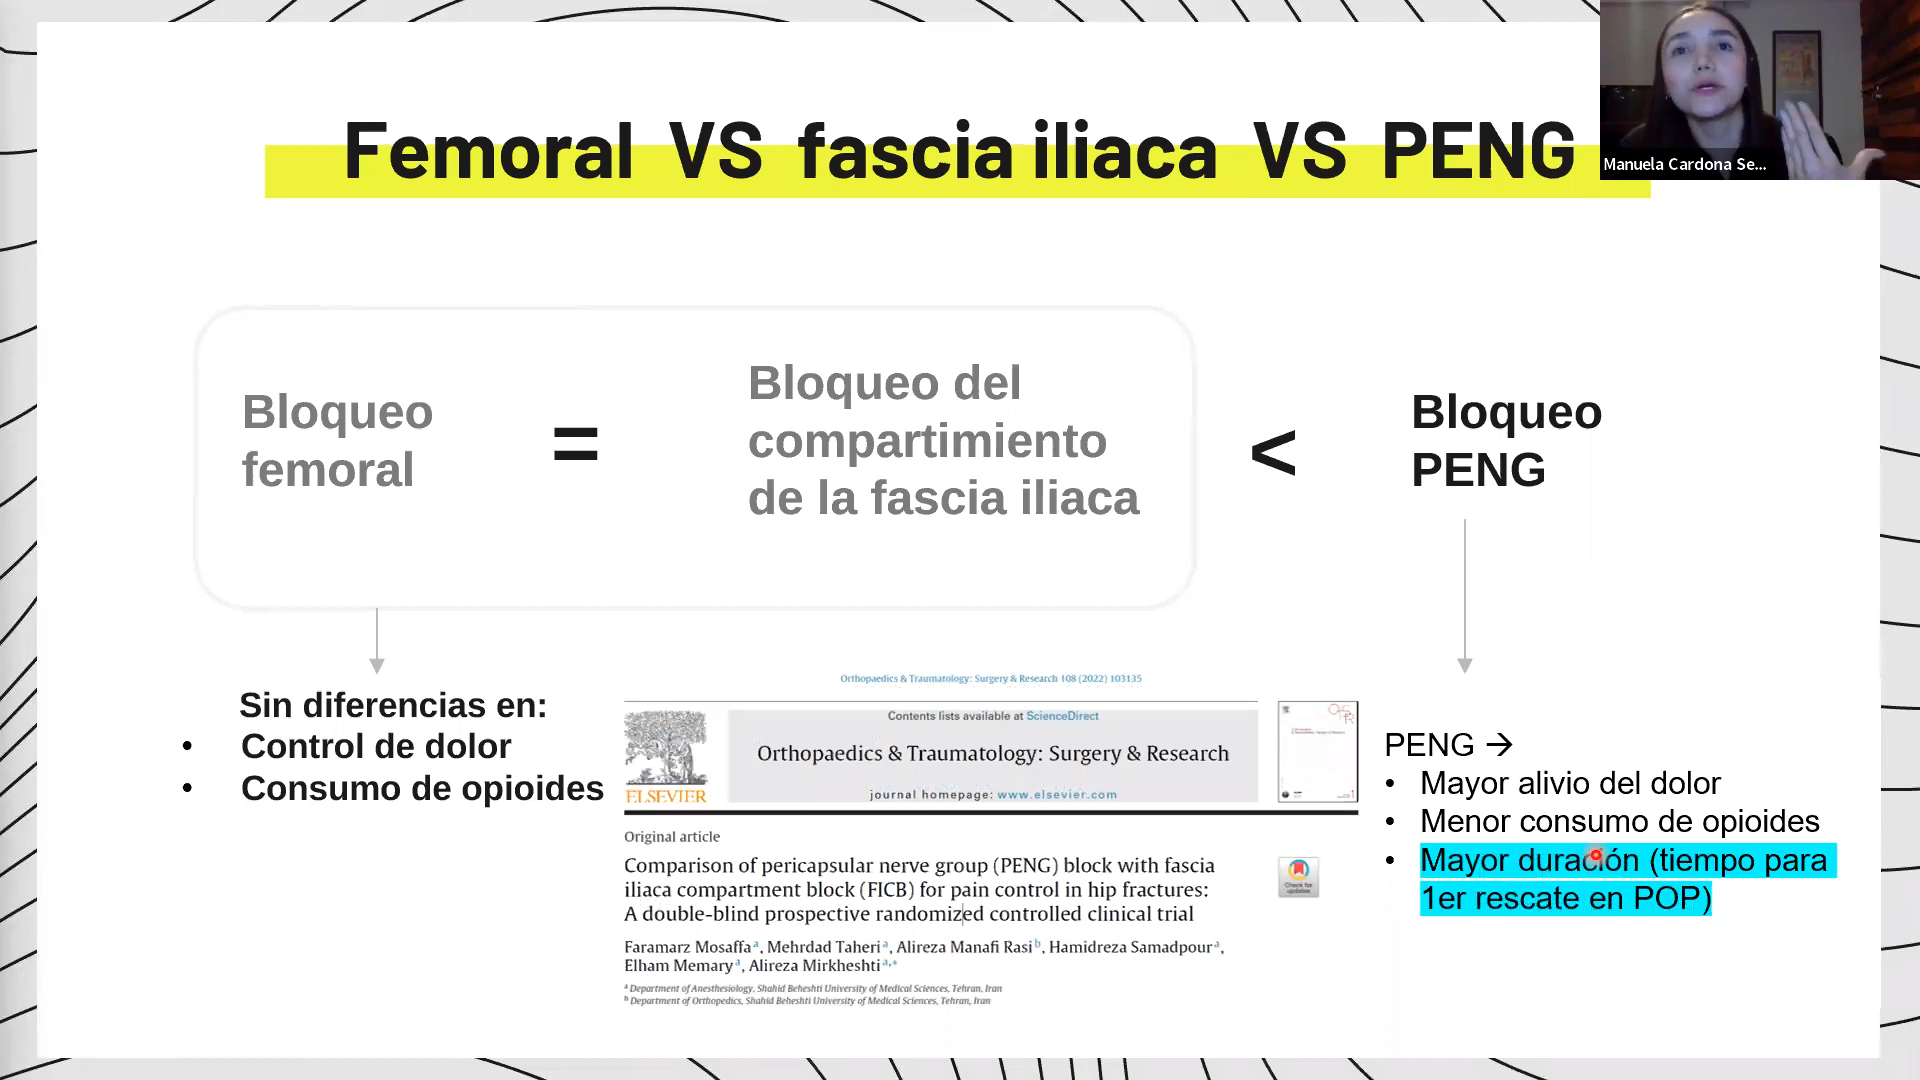 Femoral VS fascia iliaca VS PENG
Manuela Cardona Se...
Bloqueo
femoral
=
Bloqueo del
compartimiento
de la fascia iliaca
<
Bloqueo
PENG
Sin diferencias en:
• Control de dolor
• Consumo de opioides
Orthopaedics & Traumatology: Surgery & Research 108 (2022) 103135
Contents lists available at ScienceDirect
Orthopaedics & Traumatology: Surgery & Research
journal homepage: www.elsevier.com
ELSEVIER
Original article
Comparison of pericapsular nerve group (PENG) block with fascia
iliaca compartment block (FICB) for pain control in hip fractures:
A double-blind prospective randomized controlled clinical trial
Check for
updates
Faramarz Mosaffa a, Mehrdad Taheri a, Alireza Manafi Rasi b, Hamidreza Samadpour a,
Elham Memary a, Alireza Mirkheshti a,*
a Department of Anesthesiology, Shahid Beheshti University of Medical Sciences, Tehran, Iran
b Department of Orthopedics, Shahid Beheshti University of Medical Sciences, Tehran, Iran
PENG →
• Mayor alivio del dolor
• Menor consumo de opioides
• Mayor duración (tiempo para
1er rescate en POP)